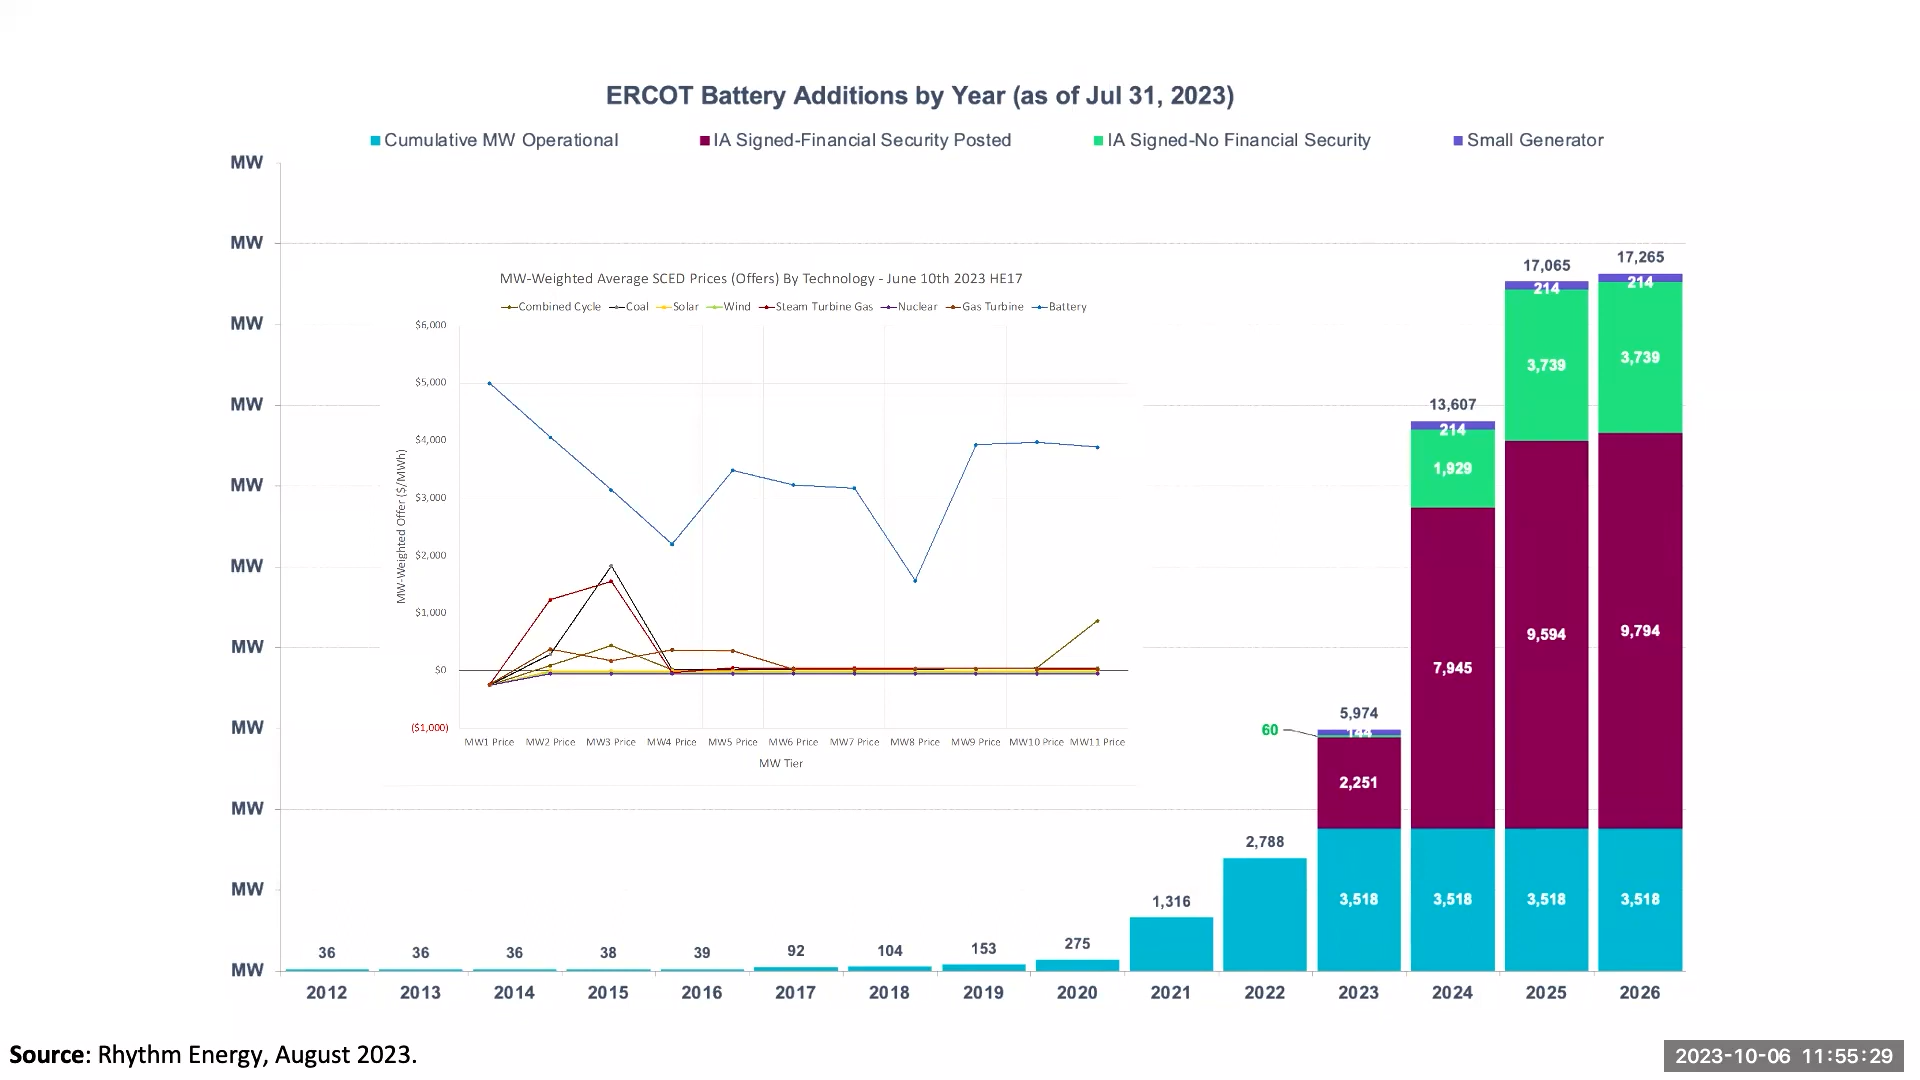 ERCOT Battery Additions by Year (as of Jul 31, 2023)
Cumulative MW Operational IA Signed-Financial Security Posted IA Signed-No Financial Security Small Generator
MW
MW
MW
MW
MW
MW
MW
MW
MW
MW
MW
MW-Weighted Average SCED Prices (Offers) By Technology - June 10th 2023 HE17
Combined Cycle Coal Solar Wind Steam Turbine Gas Nuclear Gas Turbine Battery
MW-Weighted Offer ($/MWh)
$6,000
$5,000
$4,000
$3,000
$2,000
$1,000
$0
($1,000)
MW1 Price MW2 Price MW3 Price MW4 Price MW5 Price MW6 Price MW7 Price MW8 Price MW9 Price MW10 Price MW11 Price
MW Tier
36
36
36
38
39
92
104
153
275
1,316
2,788
5,974
144
60
2,251
3,518
13,607
214
1,929
7,945
3,518
17,065
214
3,739
9,594
3,518
17,265
214
3,739
9,794
3,518
2012 2013 2014 2015 2016 2017 2018 2019 2020 2021 2022 2023 2024 2025 2026
Source: Rhythm Energy, August 2023.
2023-10-06 11:55:29